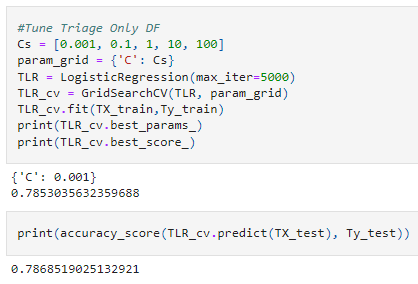 #Tune Triage Only DF
Cs = [0.001, 0.1, 1, 10, 100]
param_grid = {'C': Cs}
TLR = LogisticRegression(max_iter=5000)
TLR_cv = GridSearchCV(TLR, param_grid)
TLR_cv.fit(TX_train,Ty_train)
print(TLR_cv.best_params_)
print(TLR_cv.best_score_)
{'C': 0.001}
0.7853035632359688
print(accuracy_score(TLR_cv.predict(TX_test), Ty_test))
0.7868519025132921